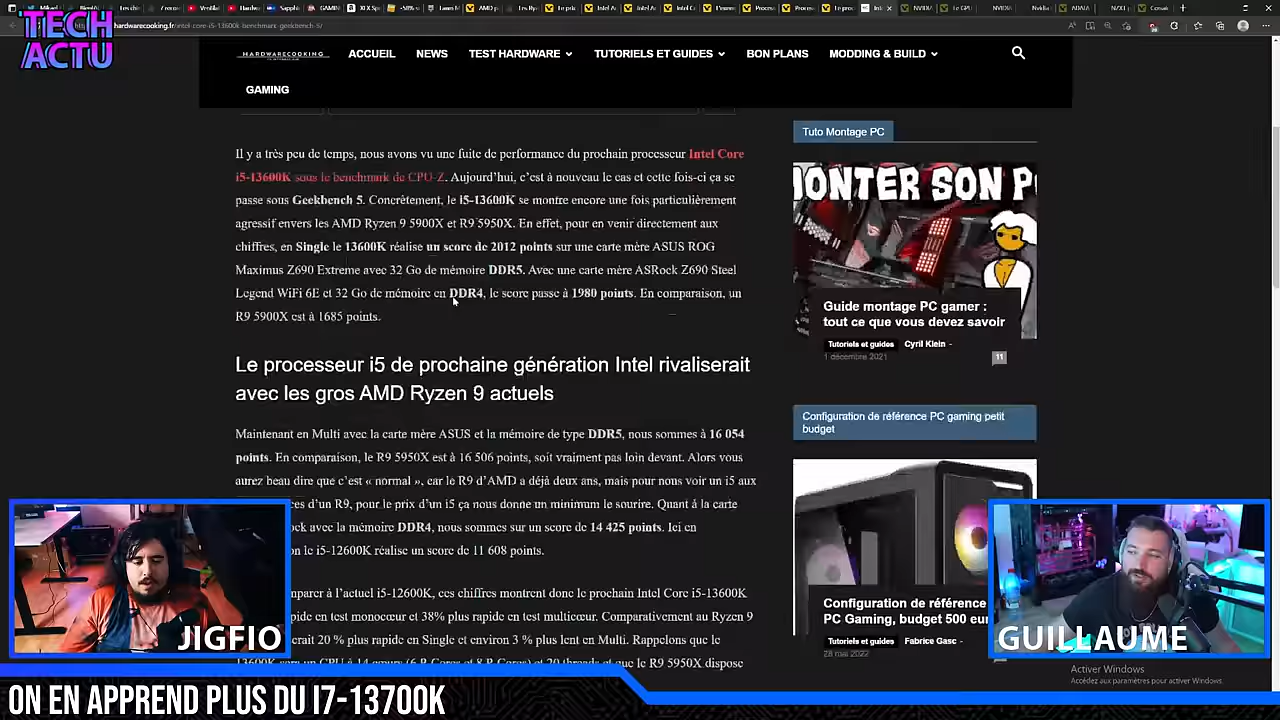 TECH
ACTU
hardwarecooking.fr/intel-core-i5-13600k-benchmark-geekbench-5/
HARDWARECOOKING
ACCUEIL
NEWS
TEST HARDWARE
TUTORIELS ET GUIDES
BON PLANS
MODDING & BUILD
GAMING
Il y a très peu de temps, nous avons vu une fuite de performance du prochain processeur Intel Core
i5-13600K sous le benchmark de CPU-Z. Aujourd'hui, c'est à nouveau le cas et cette fois-ci ça se
passe sous Geekbench 5. Concrètement, le i5-13600K se montre encore une fois particulièrement
agressif envers les AMD Ryzen 9 5900X et R9 5950X. En effet, pour en venir directement aux
chiffres, en Single le 13600K réalise un score de 2012 points sur une carte mère ASUS ROG
Maximus Z690 Extreme avec 32 Go de mémoire DDR5. Avec une carte mère ASRock Z690 Steel
Legend WiFi 6E et 32 Go de mémoire en DDR4, le score passe à 1980 points. En comparaison, un
R9 5900X est à 1685 points.
Le processeur i5 de prochaine génération Intel rivaliserait
avec les gros AMD Ryzen 9 actuels
Maintenant en Multi avec la carte mère ASUS et la mémoire de type DDR5, nous sommes à 16 054
points. En comparaison, le R9 5950X est à 16 506 points, soit vraiment pas loin devant. Alors vous
aurez beau dire que c'est « normal », car le R9 d'AMD a déjà deux ans, mais pour nous voir un i5 aux
ces d'un R9, pour le prix d'un i5 ça nous donne un minimum le sourire. Quant à la carte
ock avec la mémoire DDR4, nous sommes sur un score de 14 425 points. Ici en
on le i5-12600K réalise un score de 11 608 points.
mparer à l'actuel i5-12600K, ces chiffres montrent donc le prochain Intel Core i5-13600K
pide en test monocœur et 38% plus rapide en test multicœur. Comparativement au Ryzen 9
serait 20 % plus rapide en Single et environ 3 % plus lent en Multi. Rappelons que le
que le R9 5950X dispose
Tuto Montage PC
MONTER SON P
Guide montage PC gamer :
tout ce que vous devez savoir
Tutoriels et guides
Cyril Klein -
1 décembre 2021
11
Configuration de référence PC gaming petit
budget
Configuration de référence
PC Gaming, budget 500 eur
Tutoriels et guides
Fabrice Gasc -
28 mai 2022
JIGFIO
GUILLAUME
Activer Windows
Accédez aux paramètres pour activer Windows.
ON EN APPREND PLUS DU I7-13700K